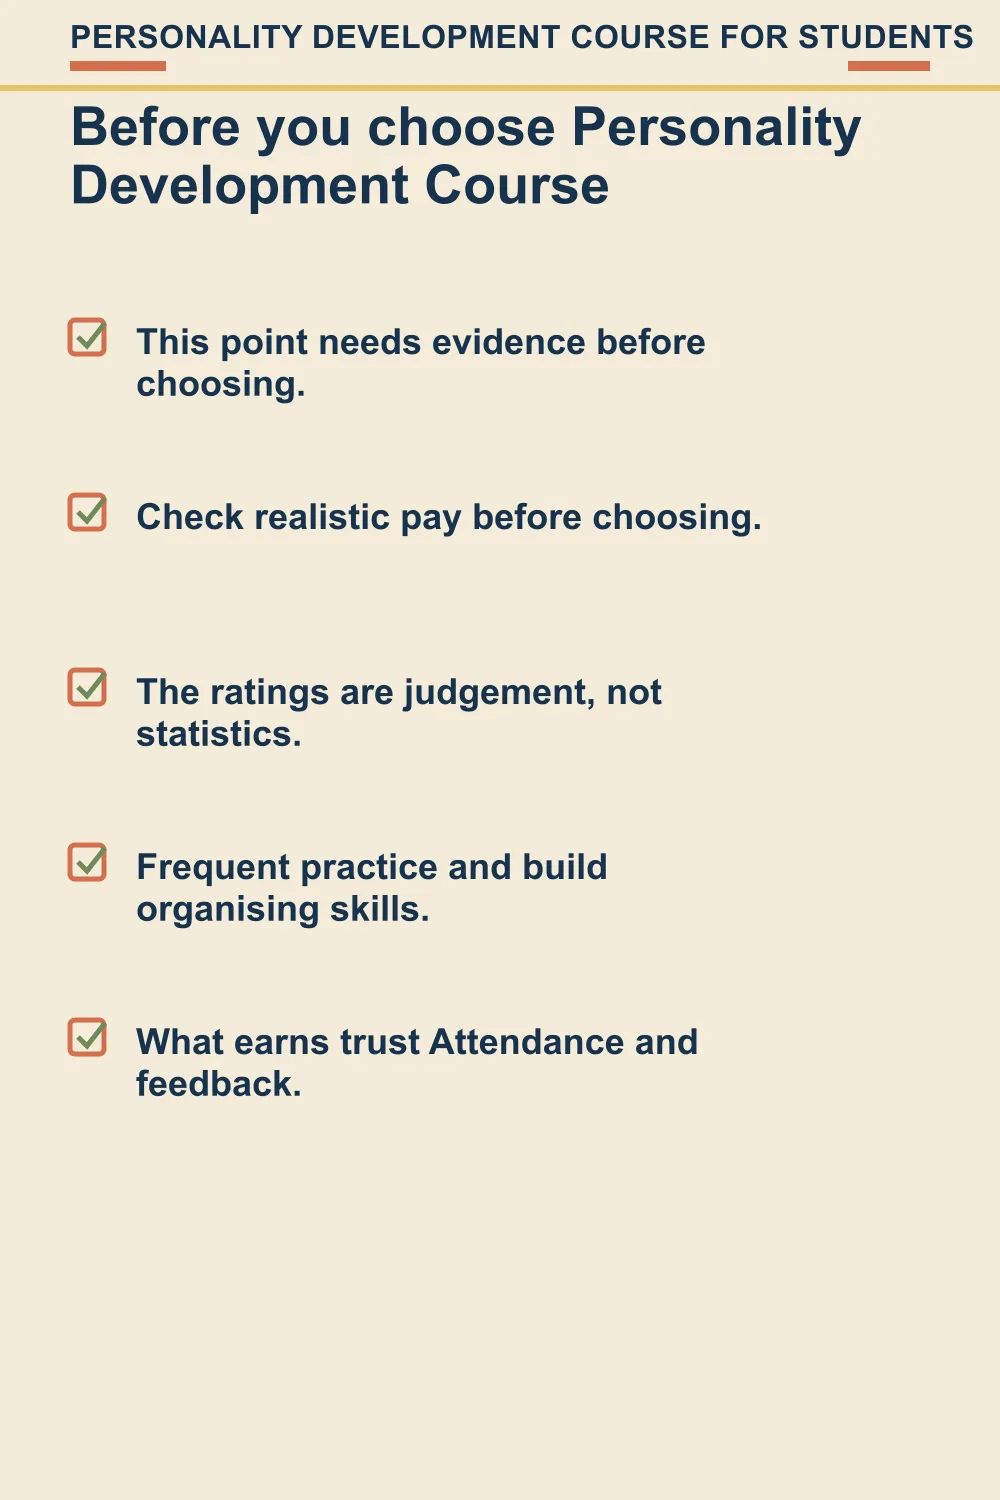 PERSONALITY DEVELOPMENT COURSE FOR STUDENTS
Before you choose Personality
Development Course
This point needs evidence before
choosing.
Check realistic pay before choosing.
The ratings are judgement, not
statistics.
Frequent practice and build
organising skills.
What earns trust Attendance and
feedback.